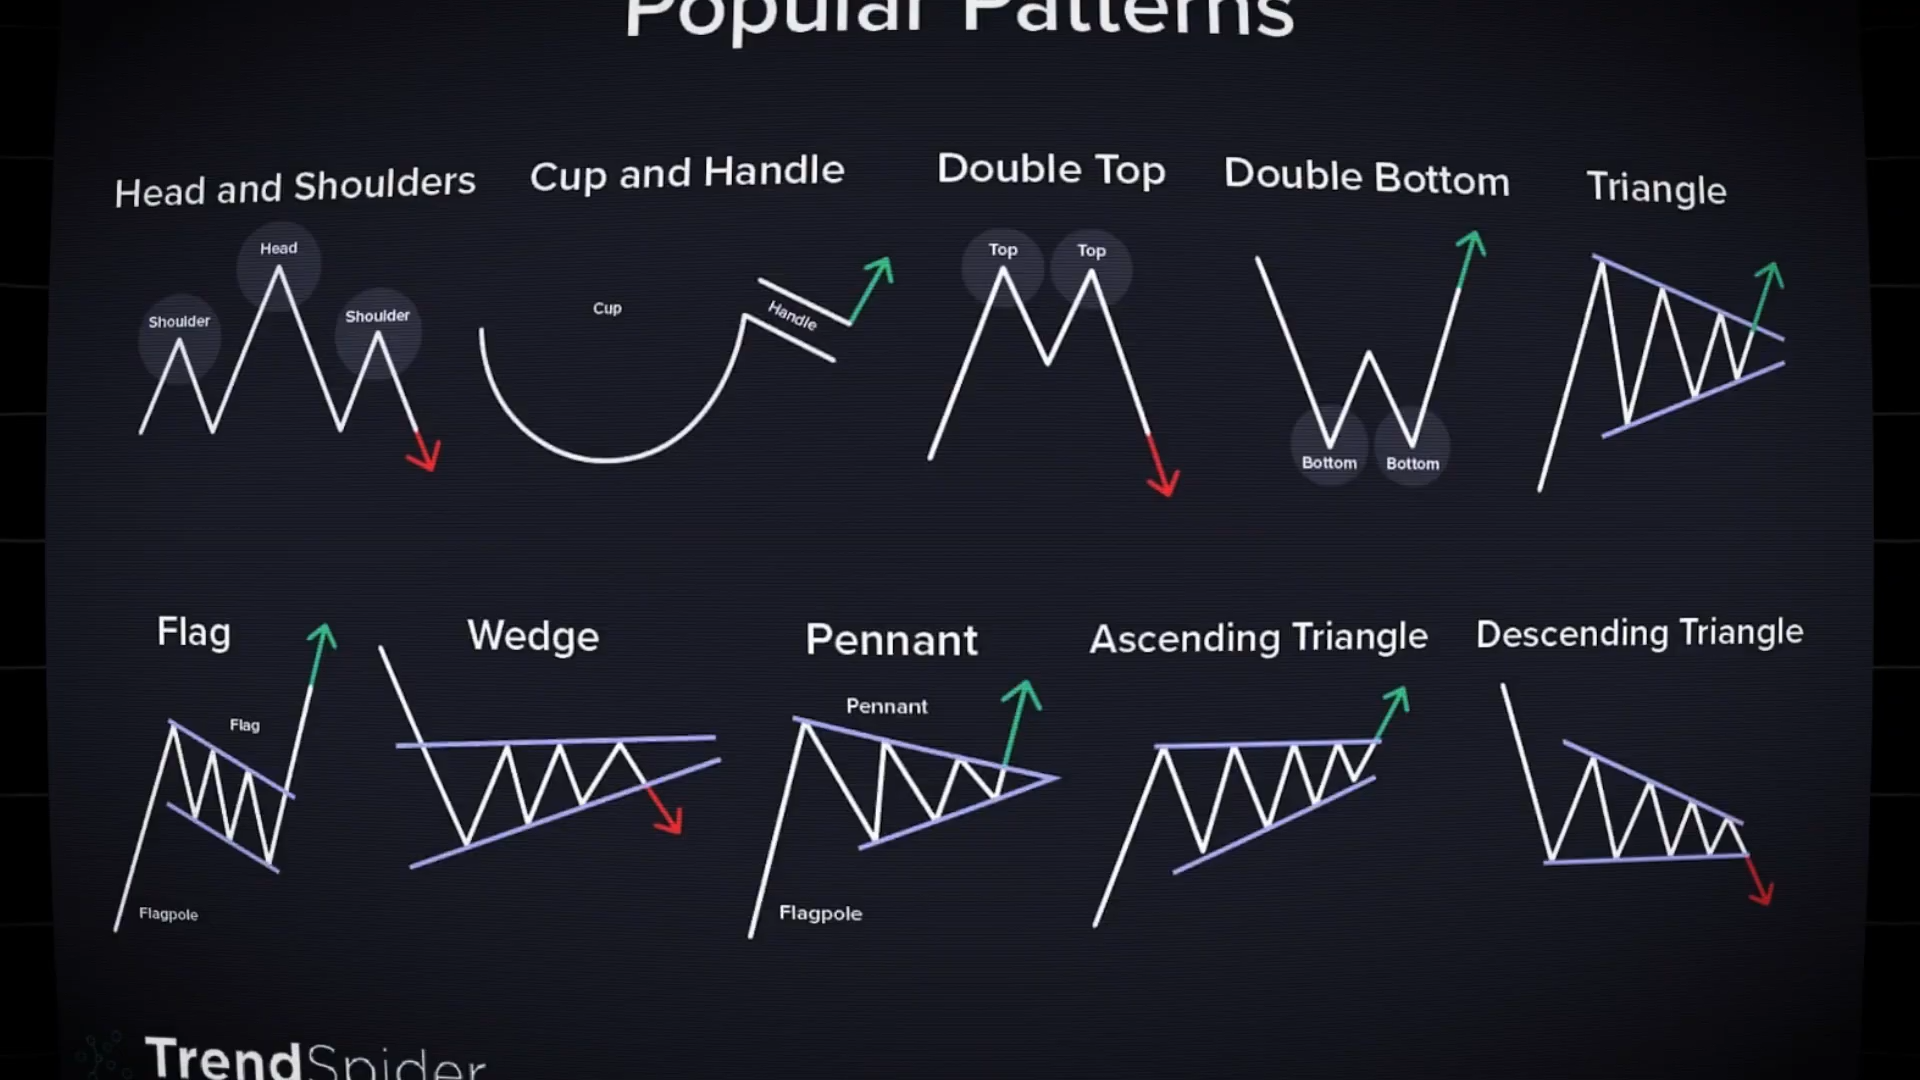 Popular Patterns
Head and Shoulders
Cup and Handle
Double Top
Double Bottom
Triangle
Head
Shoulder
Shoulder
Cup
Handle
Top
Top
Bottom
Bottom
Flag
Wedge
Pennant
Ascending Triangle
Descending Triangle
Flag
Flagpole
Pennant
Flagpole
TrendSpider